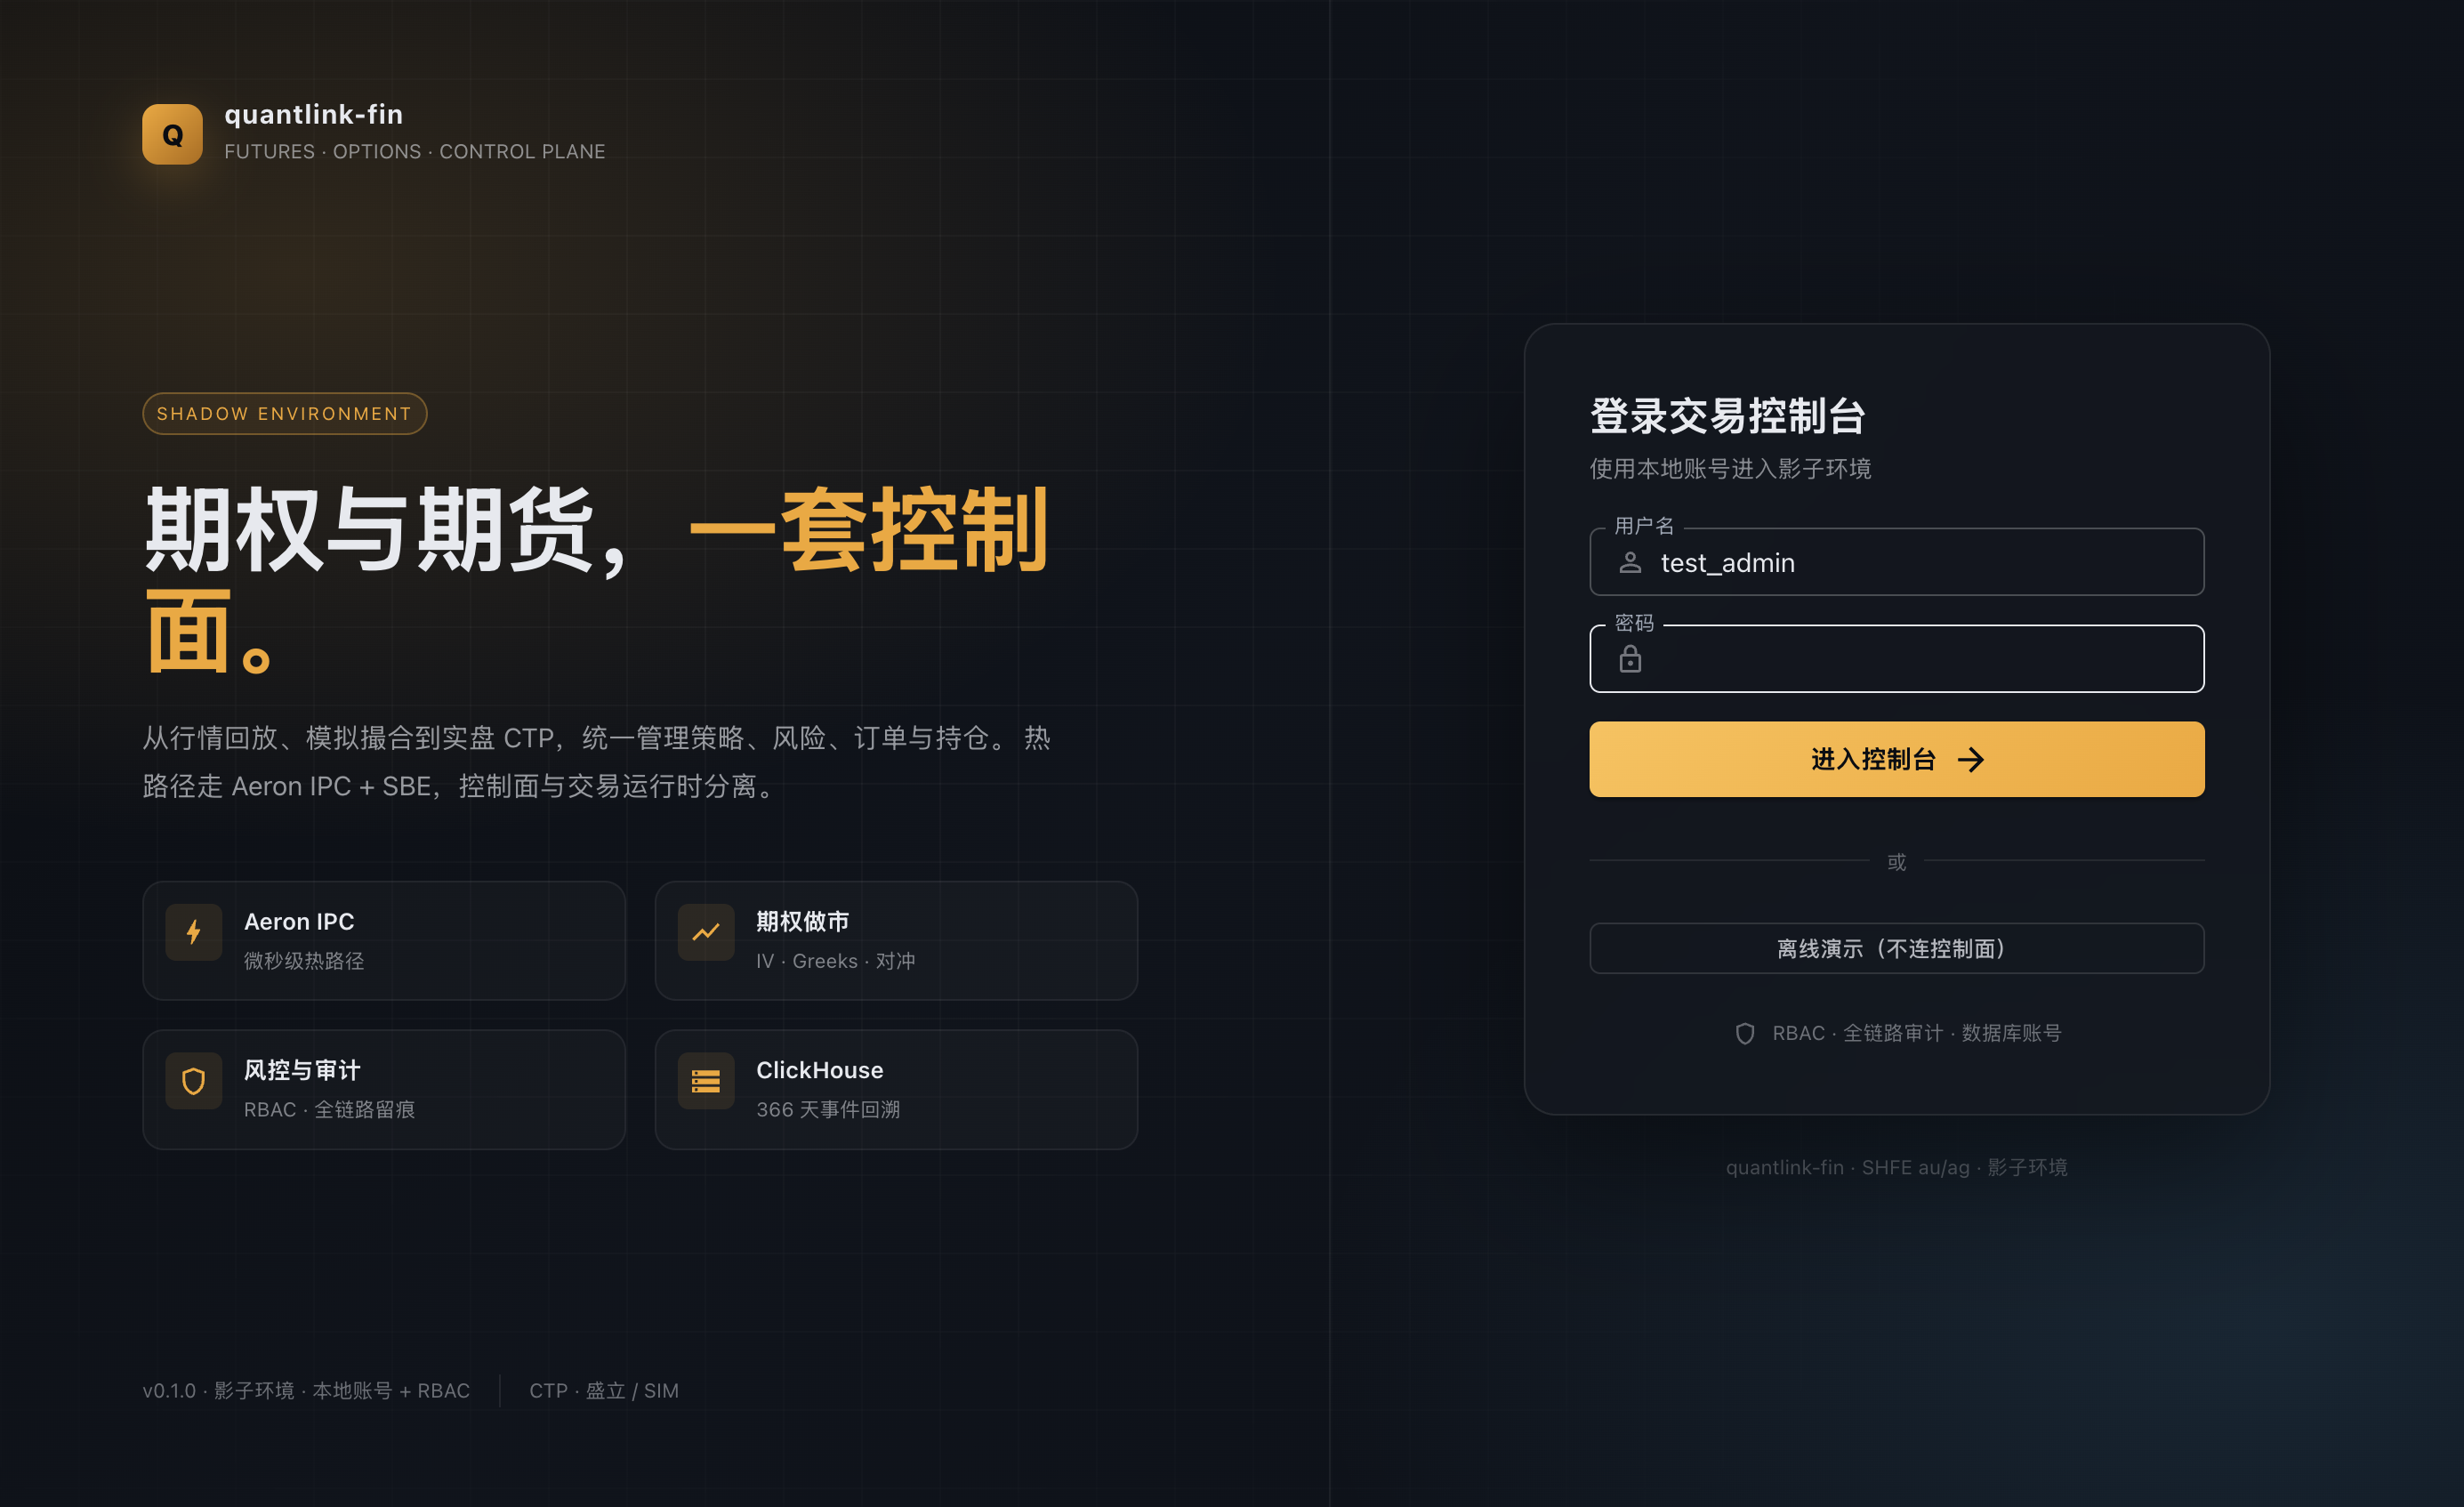 Q
quantlink-fin
FUTURES · OPTIONS · CONTROL PLANE
SHADOW ENVIRONMENT
期权与期货，一套控制
面。
从行情回放、模拟撮合到实盘 CTP，统一管理策略、风险、订单与持仓。 热
路径走 Aeron IPC + SBE，控制面与交易运行时分离。
Aeron IPC
微秒级热路径
期权做市
IV · Greeks · 对冲
风控与审计
RBAC · 全链路留痕
ClickHouse
366 天事件回溯
v0.1.0 · 影子环境 · 本地账号 + RBAC
CTP · 盛立 / SIM
登录交易控制台
使用本地账号进入影子环境
用户名
test_admin
密码
进入控制台
或
离线演示（不连控制面）
RBAC · 全链路审计 · 数据库账号
quantlink-fin · SHFE au/ag · 影子环境